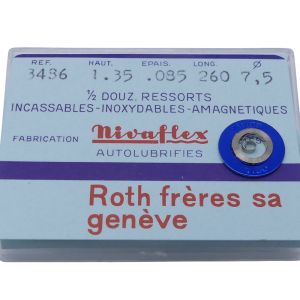 REF. HAUT. EPAIS. LONG. Ø
3486 1.35 .085 260 7,5
½ DOUZ. RESSORTS
INCASSABLES-INOXYDABLES-AMAGNETIQUES
FABRICATION Nivaflex
AUTOLUBRIFIES
Roth frères sa
genève